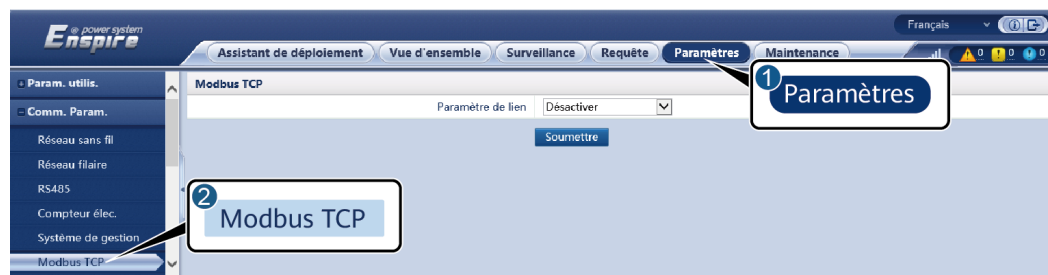 Enspire power system
Français
Assistant de déploiement Vue d'ensemble Surveillance Requête Paramètres Maintenance
0 0 0
Param. utilis.
Modbus TCP
1 Paramètres
Comm. Param.
Paramètre de lien Désactiver
Réseau sans fil
Soumettre
Réseau filaire
RS485
2 Modbus TCP
Compteur élec.
Système de gestion
Modbus TCP